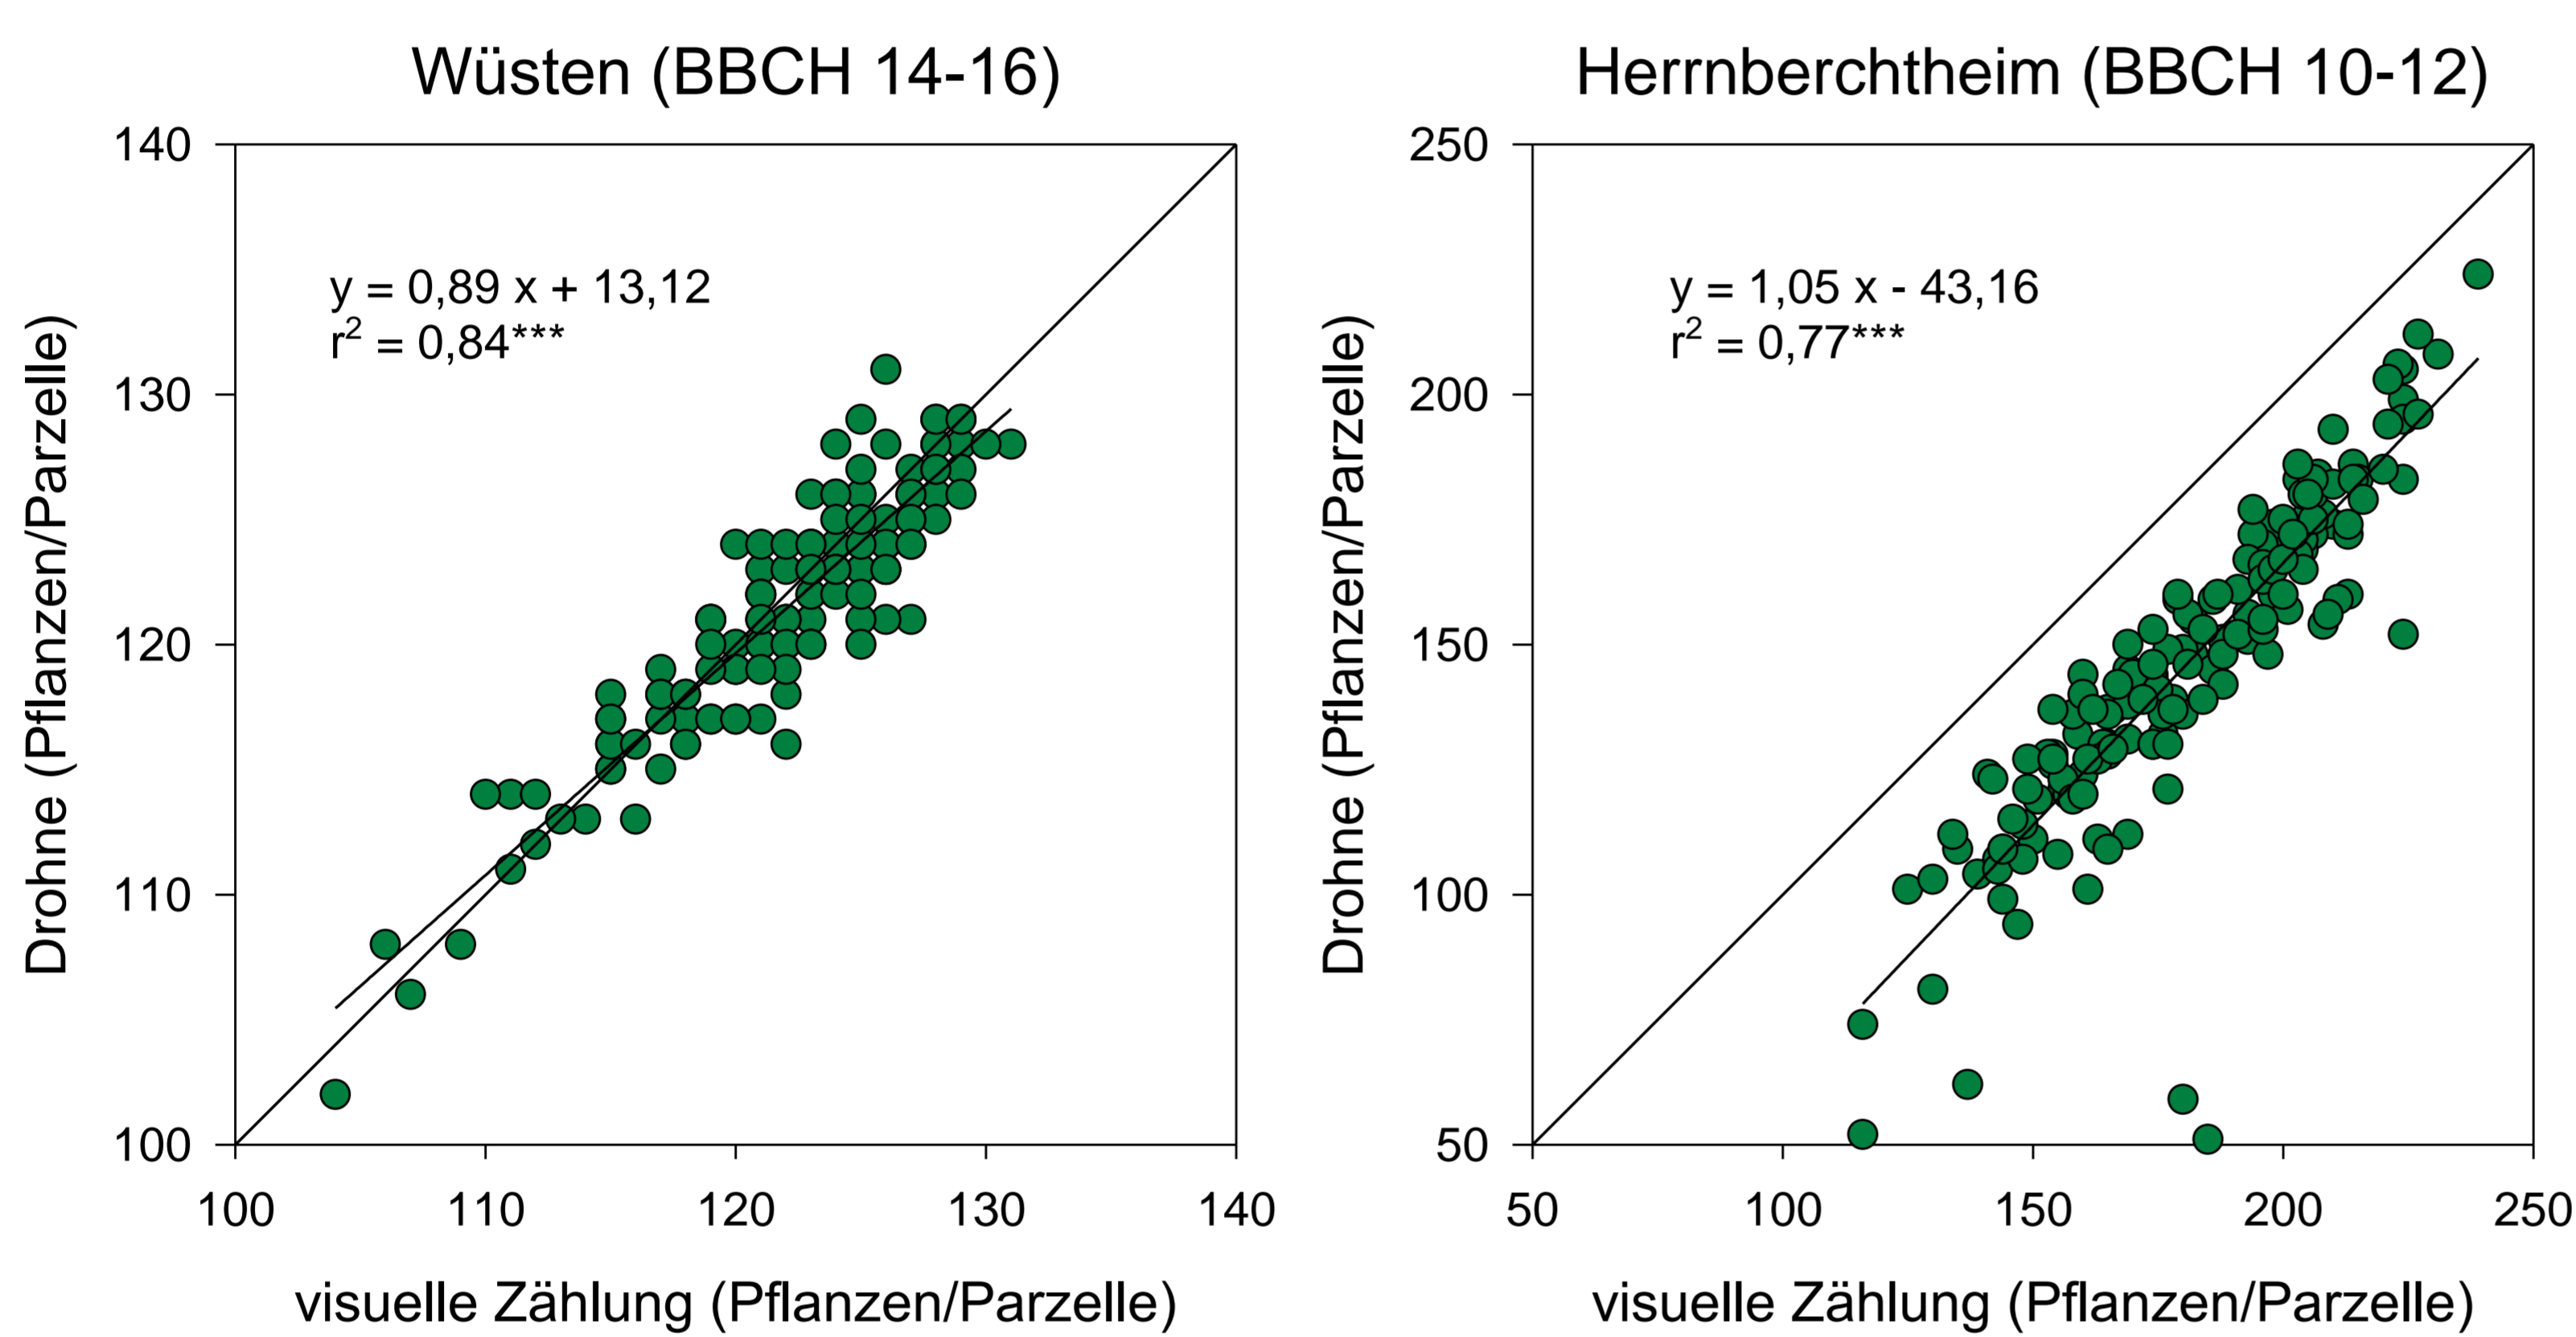 Wüsten (BBCH 14-16)
140
130
120
110
100
y = 0,89 x + 13,12
r² = 0,84***
Drohne (Pflanzen/Parzelle)
100 110 120 130 140
visuelle Zählung (Pflanzen/Parzelle)
Herrnberchtheim (BBCH 10-12)
250
200
150
100
50
y = 1,05 x - 43,16
r² = 0,77***
Drohne (Pflanzen/Parzelle)
50 100 150 200 250
visuelle Zählung (Pflanzen/Parzelle)